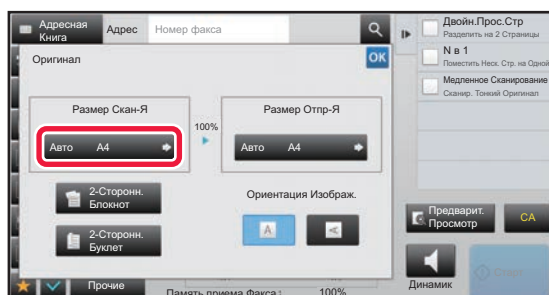 Адресная
Книга
Адрес
Номер факса
Двойн.Прос.Стр
Разделить на 2 Страницы
N в 1
Поместить Неск. Стр. на Одной
Медленное Сканирование
Сканир. Тонкий Оригинал
Оригинал
OK
Размер Скан-Я
100%
Размер Отпр-Я
Авто A4
Авто A4
2-Сторонн.
Блокнот
Ориентация Изображ.
2-Сторонн.
Буклет
A
A
Предварит.
Просмотр
CA
Динамик
Старт
Прочие
Память приема Факса : 100%